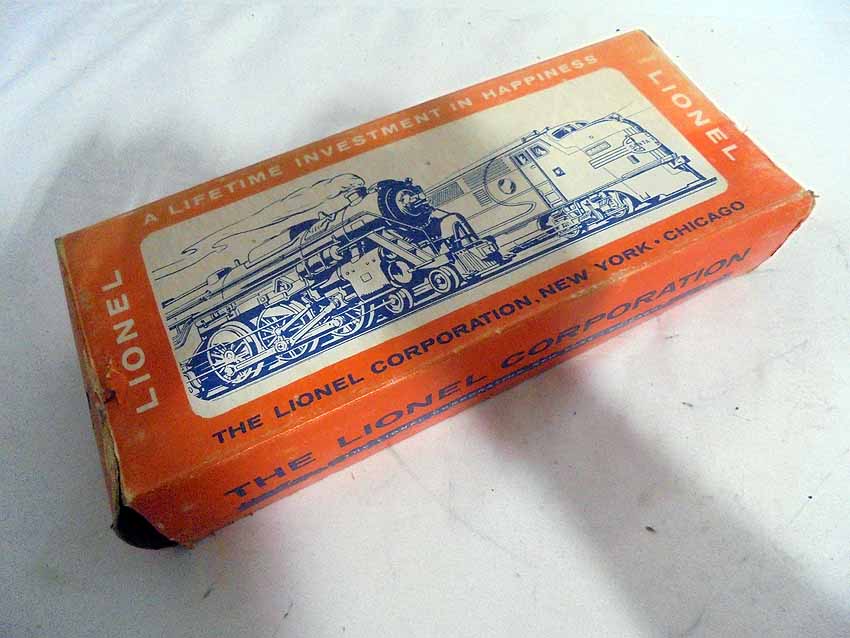 A LIFETIME INVESTMENT IN HAPPINESS
LIONEL
LIONEL
THE LIONEL CORPORATION, NEW YORK • CHICAGO
THE LIONEL CORPORATION